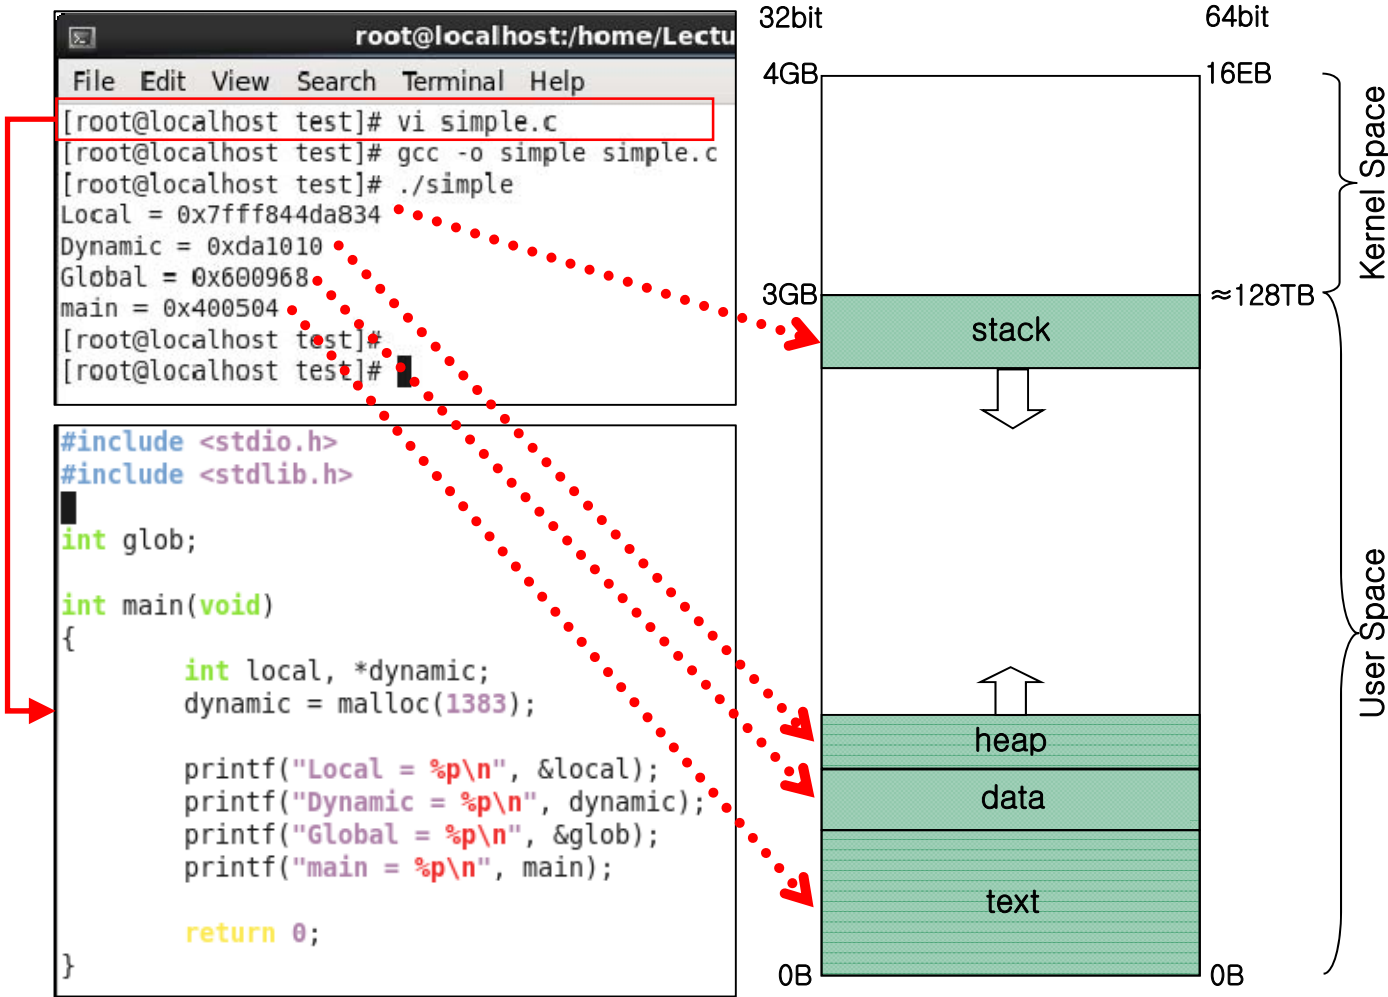 root@localhost:/home/Lectu
File Edit View Search Terminal Help
[root@localhost test]# vi simple.c
[root@localhost test]# gcc -o simple simple.c
[root@localhost test]# ./simple
Local = 0x7fff844da834
Dynamic = 0xda1010
Global = 0x600968
main = 0x400504
[root@localhost test]#
[root@localhost test]#
#include <stdio.h>
#include <stdlib.h>
int glob;
int main(void)
{
int local, *dynamic;
dynamic = malloc(1383);
printf("Local = %p\n", &local);
printf("Dynamic = %p\n", dynamic);
printf("Global = %p\n", &glob);
printf("main = %p\n", main);
return 0;
}
32bit
64bit
4GB
16EB
Kernel Space
3GB
≈128TB
stack
User Space
heap
data
text
0B
0B